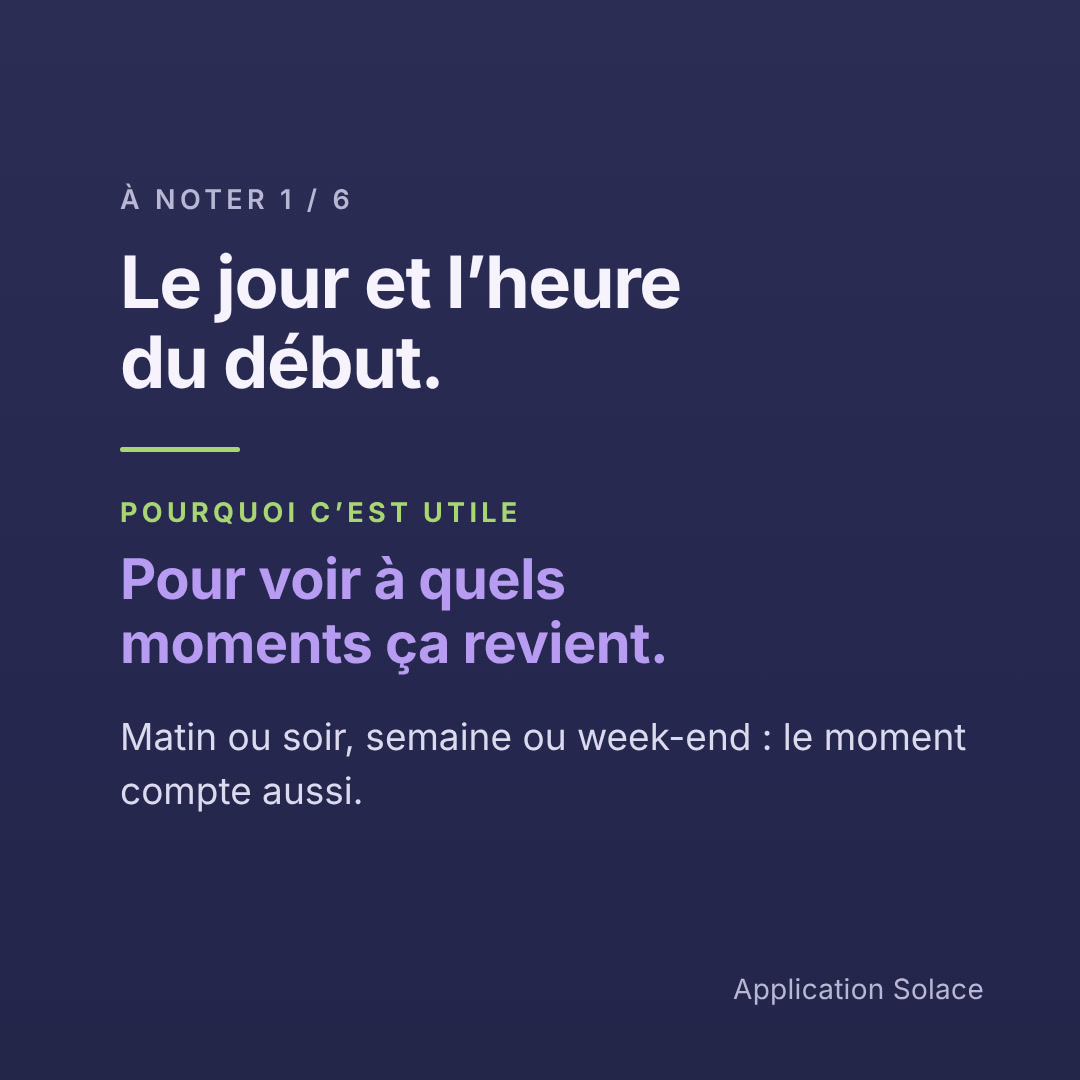 À NOTER 1 / 6
Le jour et l’heure
du début.
POURQUOI C’EST UTILE
Pour voir à quels
moments ça revient.
Matin ou soir, semaine ou week-end : le moment
compte aussi.
Application Solace